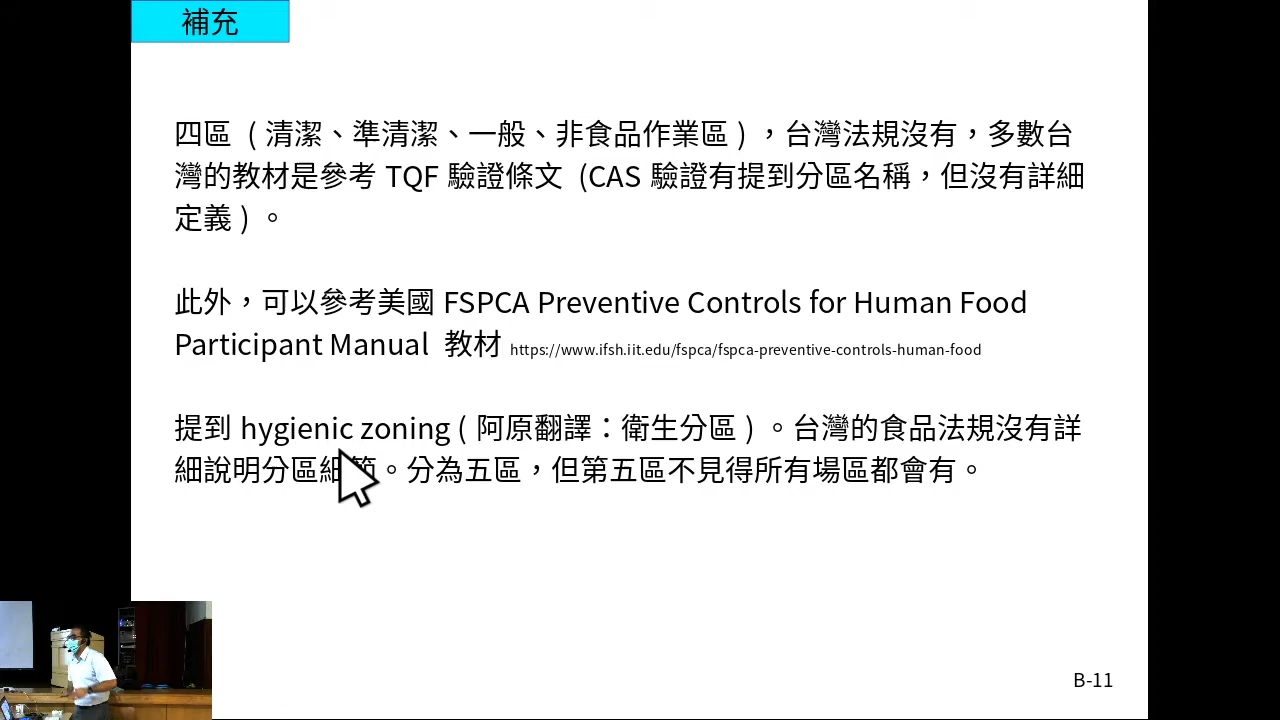 補充
四區 ( 清潔、準清潔、一般、非食品作業區 ) ，台灣法規沒有，多數台
灣的教材是參考 TQF 驗證條文 (CAS 驗證有提到分區名稱，但沒有詳細
定義 ) 。
此外，可以參考美國 FSPCA Preventive Controls for Human Food
Participant Manual 教材 https://www.ifsh.iit.edu/fspca/fspca-preventive-controls-human-food
提到 hygienic zoning ( 阿原翻譯：衛生分區 ) 。台灣的食品法規沒有詳
細說明分區細節。分為五區，但第五區不見得所有場區都會有。
B-11